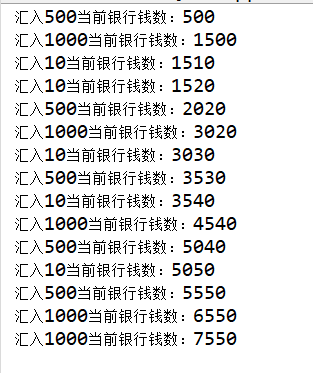 汇入500当前银行钱数：500
汇入1000当前银行钱数：1500
汇入10当前银行钱数：1510
汇入10当前银行钱数：1520
汇入500当前银行钱数：2020
汇入1000当前银行钱数：3020
汇入10当前银行钱数：3030
汇入500当前银行钱数：3530
汇入10当前银行钱数：3540
汇入1000当前银行钱数：4540
汇入500当前银行钱数：5040
汇入10当前银行钱数：5050
汇入500当前银行钱数：5550
汇入1000当前银行钱数：6550
汇入1000当前银行钱数：7550